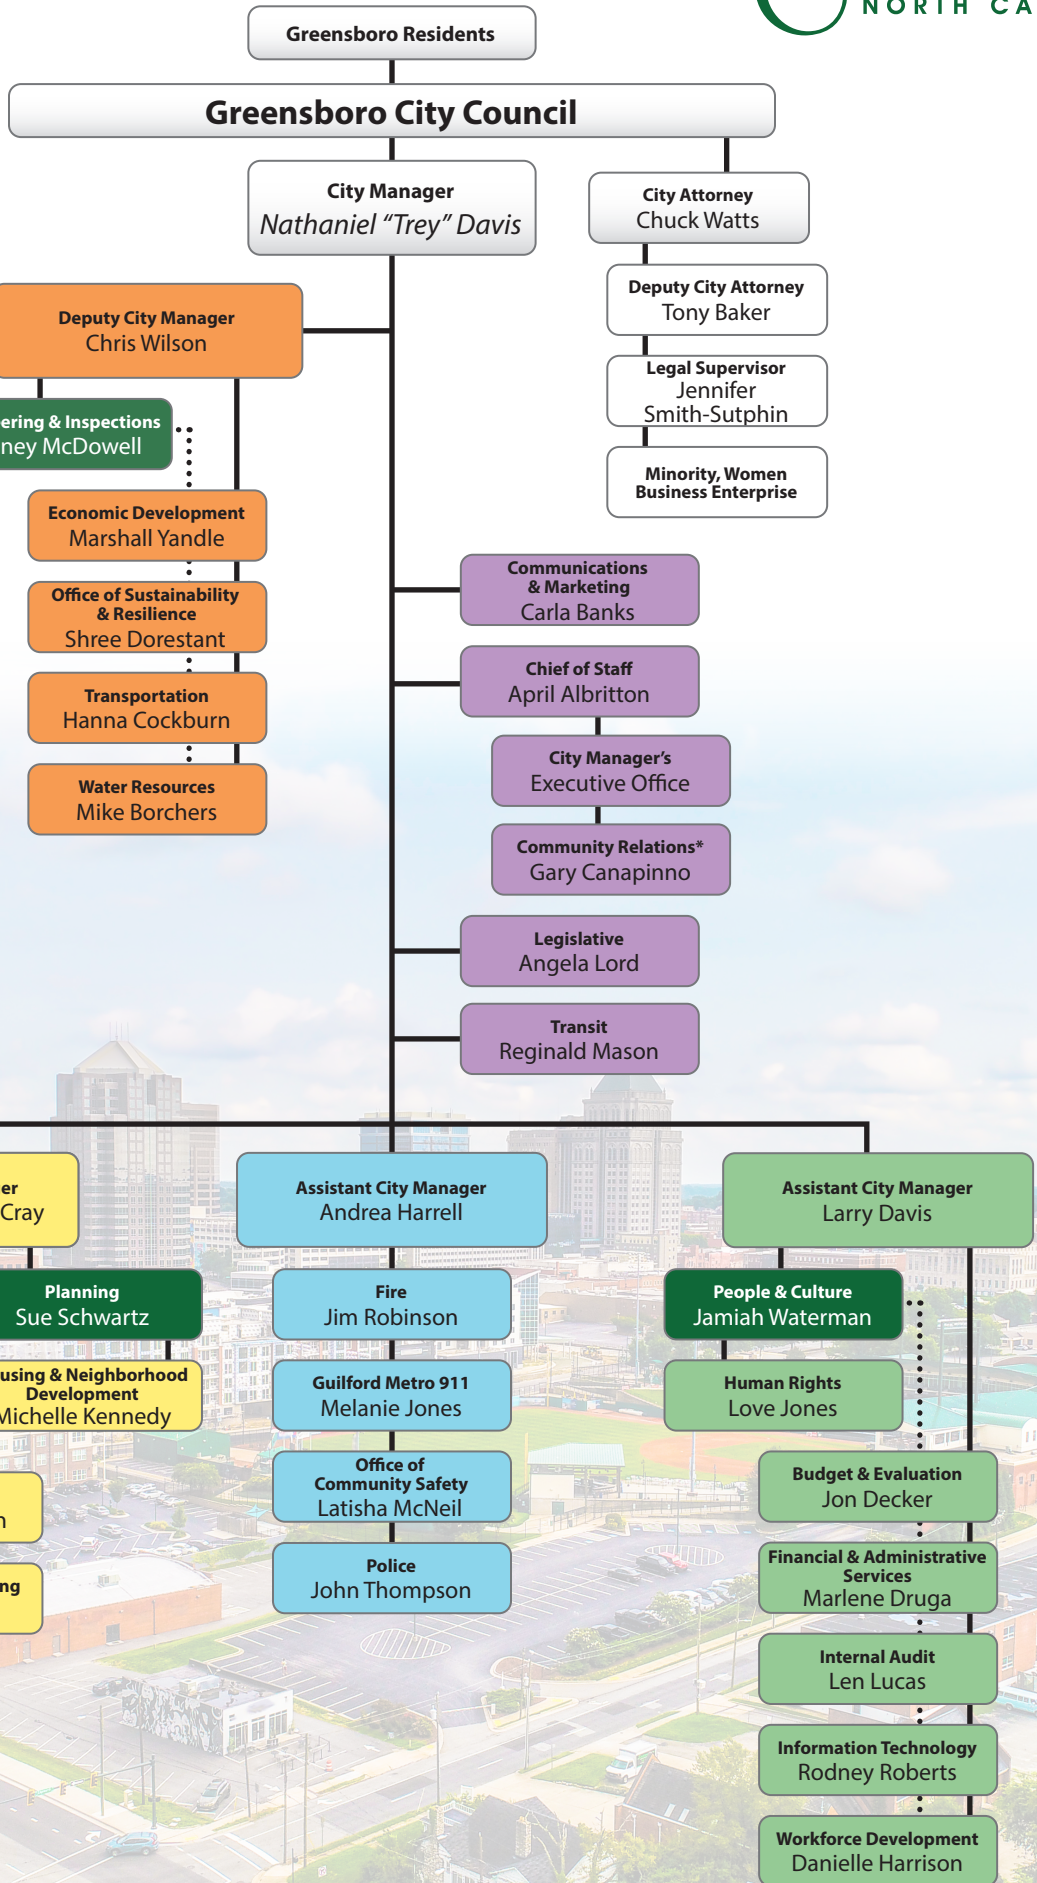 NORTH CA
Greensboro Residents
Greensboro City Council
City Manager
Nathaniel “Trey” Davis
City Attorney
Chuck Watts
Deputy City Attorney
Tony Baker
Legal Supervisor
Jennifer
Smith-Sutphin
Minority, Women
Business Enterprise
Deputy City Manager
Chris Wilson
ering & Inspections
ney McDowell
Economic Development
Marshall Yandle
Office of Sustainability
& Resilience
Shree Dorestant
Transportation
Hanna Cockburn
Water Resources
Mike Borchers
Communications
& Marketing
Carla Banks
Chief of Staff
April Albritton
City Manager’s
Executive Office
Community Relations*
Gary Canapinno
Legislative
Angela Lord
Transit
Reginald Mason
er
Cray
Planning
Sue Schwartz
using & Neighborhood
Development
Michelle Kennedy
n
ng
Assistant City Manager
Andrea Harrell
Fire
Jim Robinson
Guilford Metro 911
Melanie Jones
Office of
Community Safety
Latisha McNeil
Police
John Thompson
Assistant City Manager
Larry Davis
People & Culture
Jamiah Waterman
Human Rights
Love Jones
Budget & Evaluation
Jon Decker
Financial & Administrative
Services
Marlene Druga
Internal Audit
Len Lucas
Information Technology
Rodney Roberts
Workforce Development
Danielle Harrison